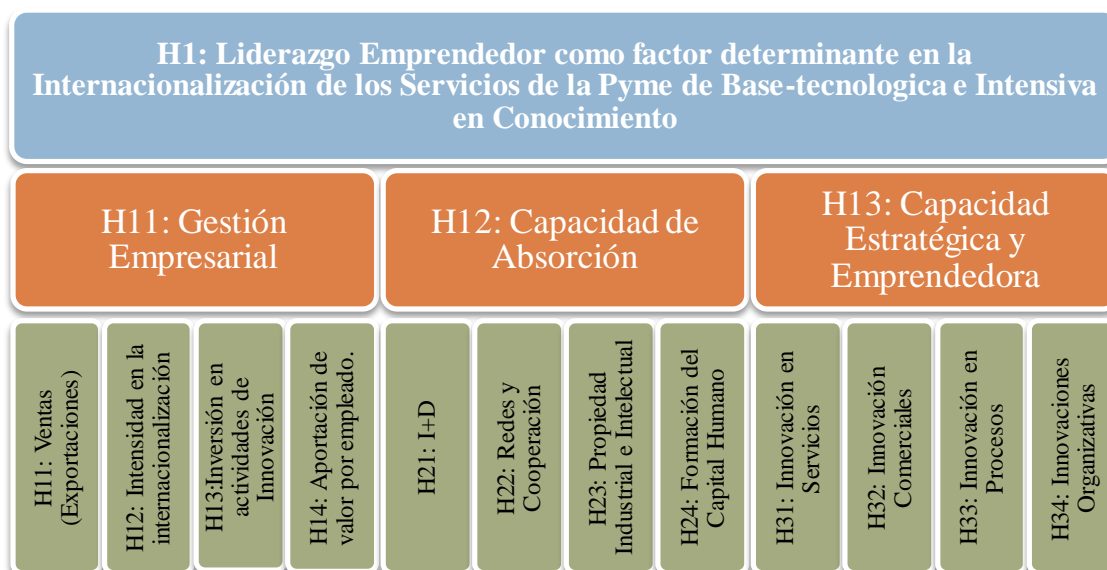 H1: Liderazgo Emprendedor como factor determinante en la
Internacionalización de los Servicios de la Pyme de Base-tecnologica e Intensiva
en Conocimiento
H11: Gestión
Empresarial
H12: Capacidad de
Absorción
H13: Capacidad
Estratégica y
Emprendedora
H11: Ventas
(Exportaciones)
H12: Intensidad en la
internacionalización
H13:Inversión en
actividades de
Innovación
H14: Aportación de
valor por empleado.
H21: I+D
H22: Redes y
Cooperación
H23: Propiedad
Industrial e Intelectual
H24: Formación del
Capital Humano
H31: Innovación en
Servicios
H32: Innovación
Comerciales
H33: Innovación en
Procesos
H34: Innovaciones
Organizativas